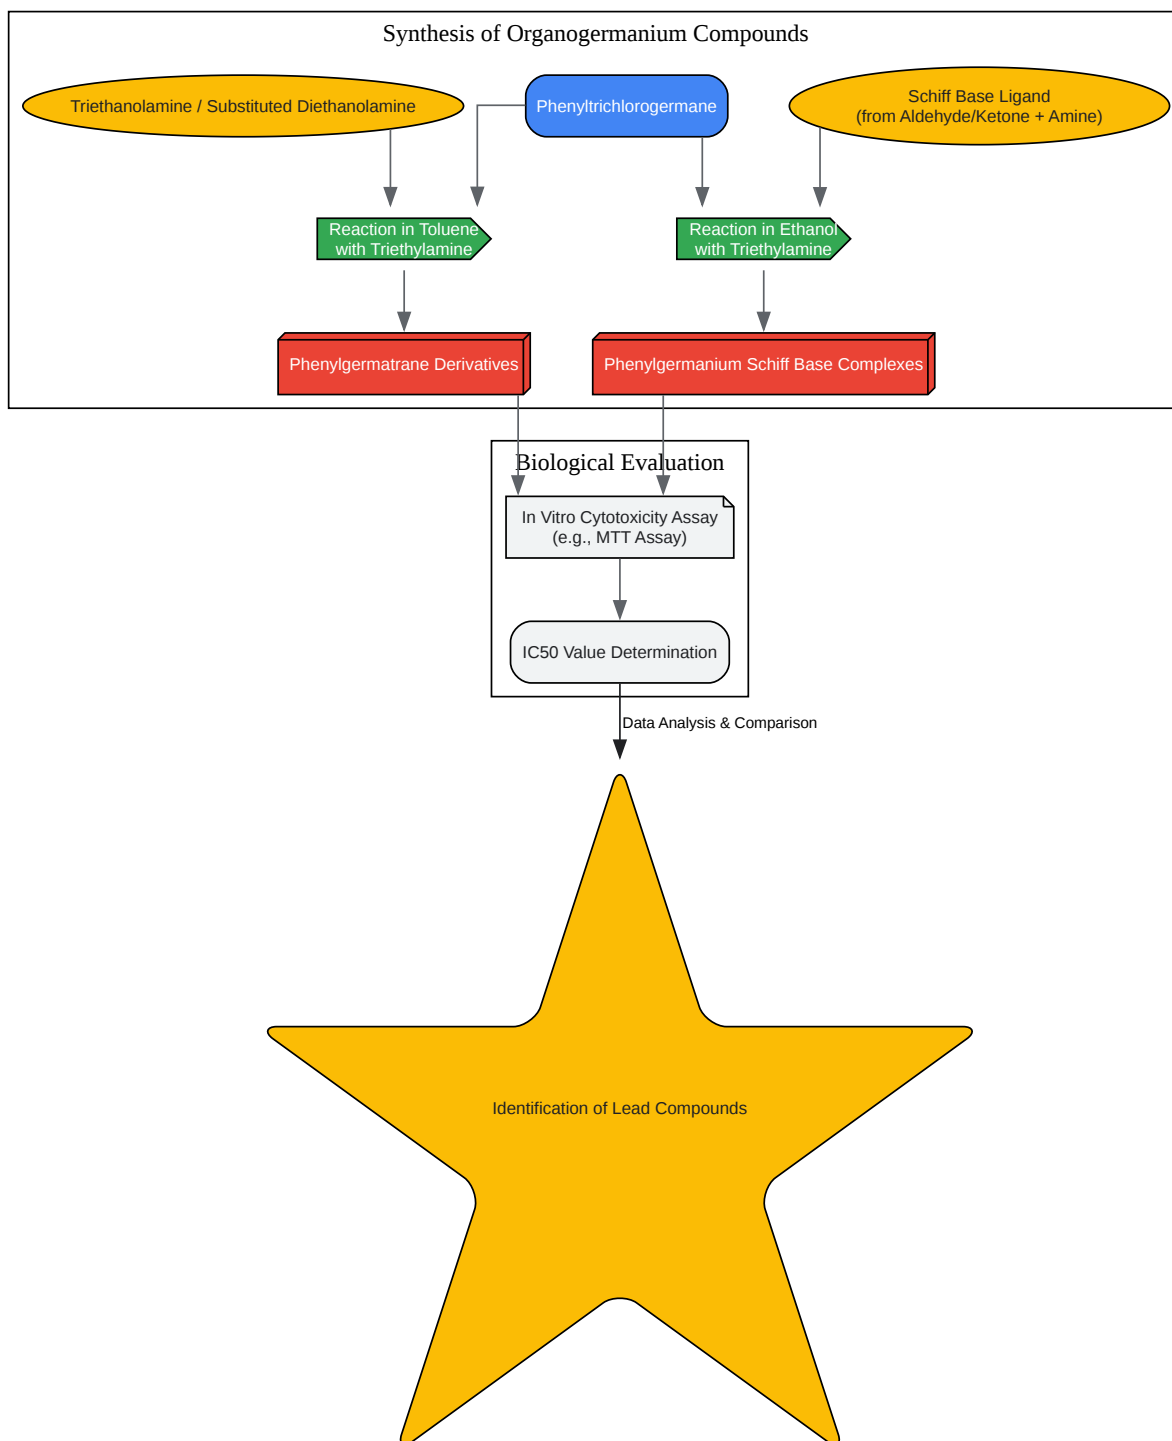 Synthesis of Organogermanium Compounds
Triethanolamine / Substituted Diethanolamine
Phenyltrichlorogermane
Schiff Base Ligand
(from Aldehyde/Ketone + Amine)
Reaction in Toluene
with Triethylamine
Reaction in Ethanol
with Triethylamine
Phenylgermatrane Derivatives
Phenylgermanium Schiff Base Complexes
Biological Evaluation
In Vitro Cytotoxicity Assay
(e.g., MTT Assay)
IC50 Value Determination
Data Analysis & Comparison
Identification of Lead Compounds